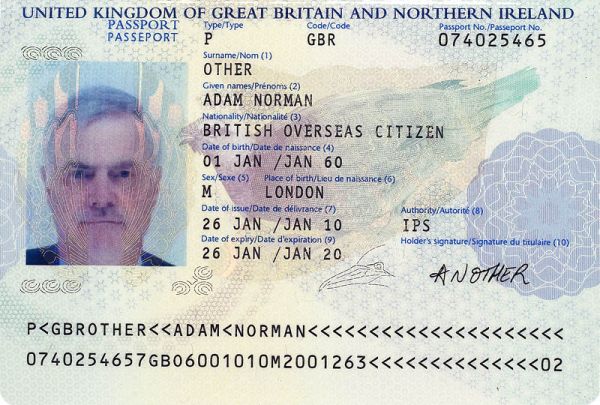 UNITED KINGDOM OF GREAT BRITAIN AND NORTHERN IRELAND
PASSPORT Type/Type Code/Code Passport No./Passeport No.
PASSEPORT P GBR 074025465
Surname/Nom (1)
OTHER
Given names/Prénoms (2)
ADAM NORMAN
Nationality/Nationalité (3)
BRITISH OVERSEAS CITIZEN
Date of birth/Date de naissance (4)
01 JAN /JAN 60
Sex/Sexe (5) Place of birth/Lieu de naissance (6)
M LONDON
Date of issue/Date de délivrance (7) Authority/Autorité (8)
26 JAN /JAN 10 IPS
Date of expiry/Date d'expiration (9) Holder's signature/Signature du titulaire (10)
26 JAN /JAN 20 ANOTHER
P<GBROTHER<<ADAM<NORMAN<<<<<<<<<<<<<<<<<<<<<
0740254657GB06001010M2001263<<<<<<<<<<<<<<02